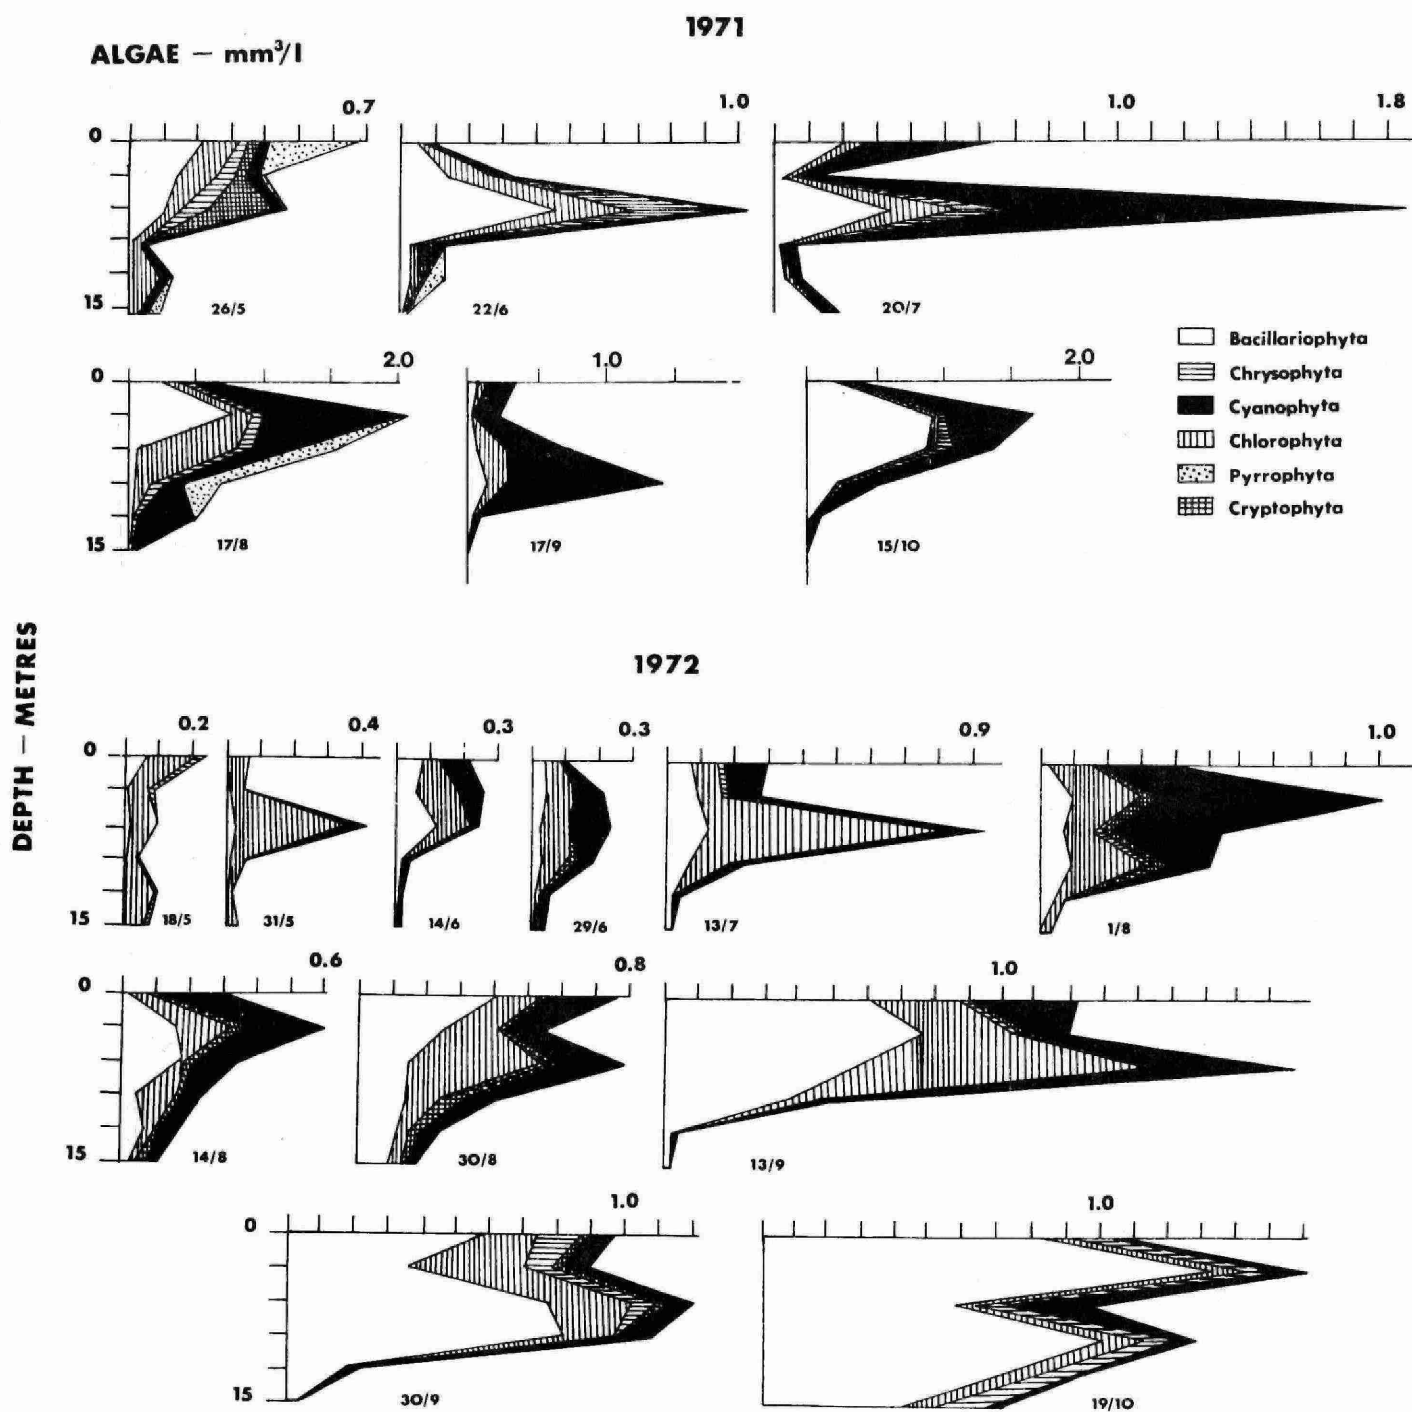 1971
ALGAE — mm³/l
0.7 1.0 1.0 1.8
0
15
26/5 22/6 20/7
Bacillariophyta
Chrysophyta
Cyanophyta
Chlorophyta
Pyrrophyta
Cryptophyta
2.0 1.0 2.0
0
15
17/8 17/9 15/10
DEPTH — METRES
1972
0.2 0.4 0.3 0.3 0.9 1.0
0
15
18/5 31/5 14/6 29/6 13/7 1/8
0.6 0.8 1.0
0
15
14/8 30/8 13/9
1.0 1.0
0
15
30/9 19/10